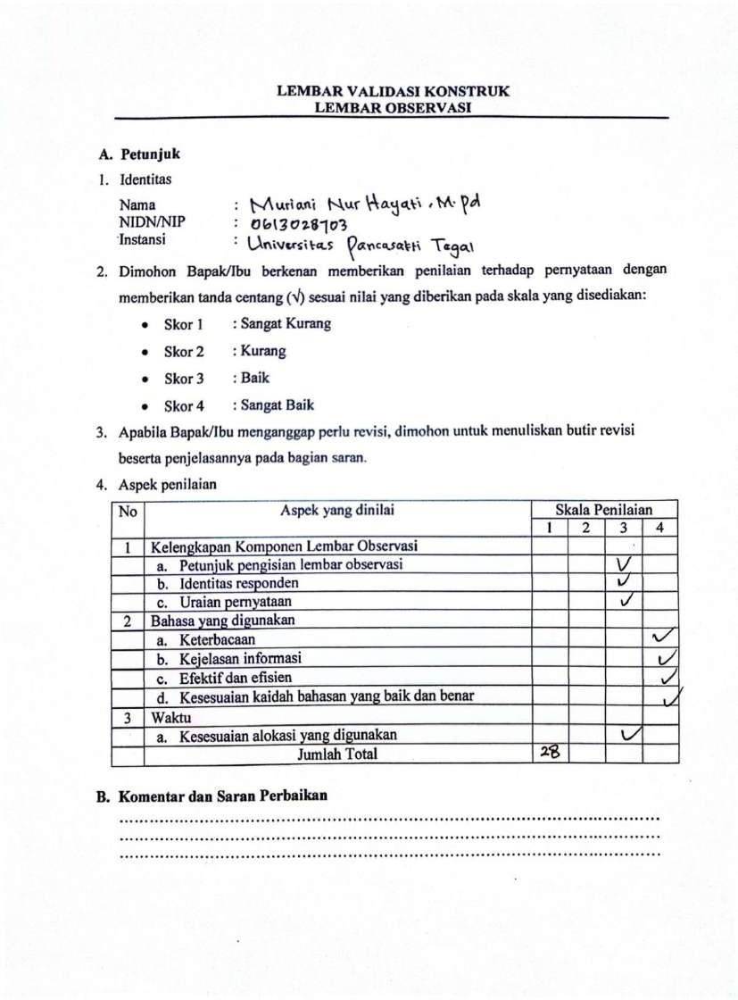 LEMBAR VALIDASI KONSTRUK
LEMBAR OBSERVASI
A. Petunjuk
1. Identitas
Nama : Muriani Nur Hayati, M.Pd
NIDN/NIP : 0613028703
Instansi : Universitas Pancasakti Tegal
2. Dimohon Bapak/Ibu berkenan memberikan penilaian terhadap pernyataan dengan
memberikan tanda centang (√) sesuai nilai yang diberikan pada skala yang disediakan:
• Skor 1 : Sangat Kurang
• Skor 2 : Kurang
• Skor 3 : Baik
• Skor 4 : Sangat Baik
3. Apabila Bapak/Ibu menganggap perlu revisi, dimohon untuk menuliskan butir revisi
beserta penjelasannya pada bagian saran.
4. Aspek penilaian
No Aspek yang dinilai Skala Penilaian
1 2 3 4
1 Kelengkapan Komponen Lembar Observasi
a. Petunjuk pengisian lembar observasi √
b. Identitas responden √
c. Uraian pernyataan √
2 Bahasa yang digunakan
a. Keterbacaan √
b. Kejelasan informasi √
c. Efektif dan efisien √
d. Kesesuaian kaidah bahasan yang baik dan benar √
3 Waktu
a. Kesesuaian alokasi yang digunakan √
Jumlah Total 28
B. Komentar dan Saran Perbaikan